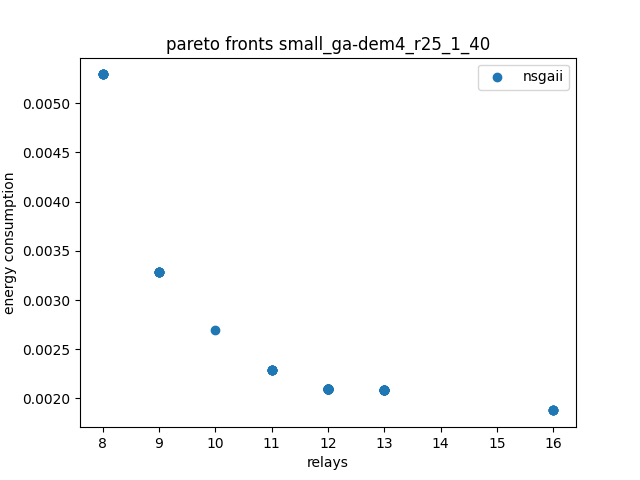 pareto fronts small_ga-dem4_r25_1_40
nsgaii
0.0050
0.0045
0.0040
0.0035
0.0030
0.0025
0.0020
energy consumption
8 9 10 11 12 13 14 15 16
relays